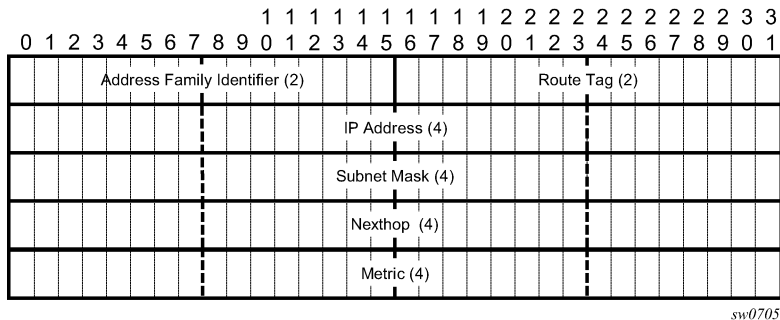 1 1 1 1 1 1 1 1 1 1 2 2 2 2 2 2 2 2 2 2 3 3
0 1 2 3 4 5 6 7 8 9 0 1 2 3 4 5 6 7 8 9 0 1 2 3 4 5 6 7 8 9 0 1
Address Family Identifier (2) Route Tag (2)
IP Address (4)
Subnet Mask (4)
Nexthop (4)
Metric (4)
sw0705